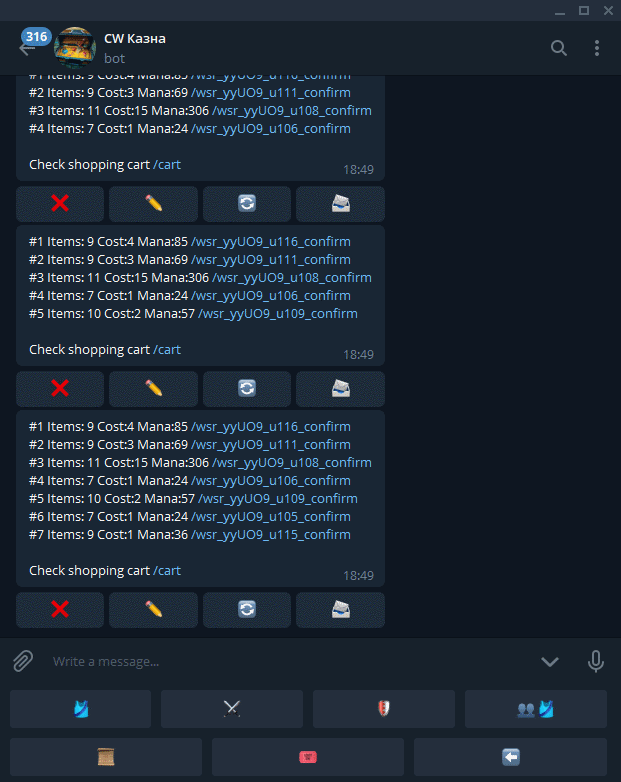 316
CW Казна
bot
#1 Items: 9 Cost:4 Mana:85 /wsr_yyUO9_u116_confirm
#2 Items: 9 Cost:3 Mana:69 /wsr_yyUO9_u111_confirm
#3 Items: 11 Cost:15 Mana:306 /wsr_yyUO9_u108_confirm
#4 Items: 7 Cost:1 Mana:24 /wsr_yyUO9_u106_confirm
Check shopping cart /cart
18:49
#1 Items: 9 Cost:4 Mana:85 /wsr_yyUO9_u116_confirm
#2 Items: 9 Cost:3 Mana:69 /wsr_yyUO9_u111_confirm
#3 Items: 11 Cost:15 Mana:306 /wsr_yyUO9_u108_confirm
#4 Items: 7 Cost:1 Mana:24 /wsr_yyUO9_u106_confirm
#5 Items: 10 Cost:2 Mana:57 /wsr_yyUO9_u109_confirm
Check shopping cart /cart
18:49
#1 Items: 9 Cost:4 Mana:85 /wsr_yyUO9_u116_confirm
#2 Items: 9 Cost:3 Mana:69 /wsr_yyUO9_u111_confirm
#3 Items: 11 Cost:15 Mana:306 /wsr_yyUO9_u108_confirm
#4 Items: 7 Cost:1 Mana:24 /wsr_yyUO9_u106_confirm
#5 Items: 10 Cost:2 Mana:57 /wsr_yyUO9_u109_confirm
#6 Items: 7 Cost:1 Mana:24 /wsr_yyUO9_u105_confirm
#7 Items: 9 Cost:1 Mana:36 /wsr_yyUO9_u115_confirm
Check shopping cart /cart
18:49
Write a message...